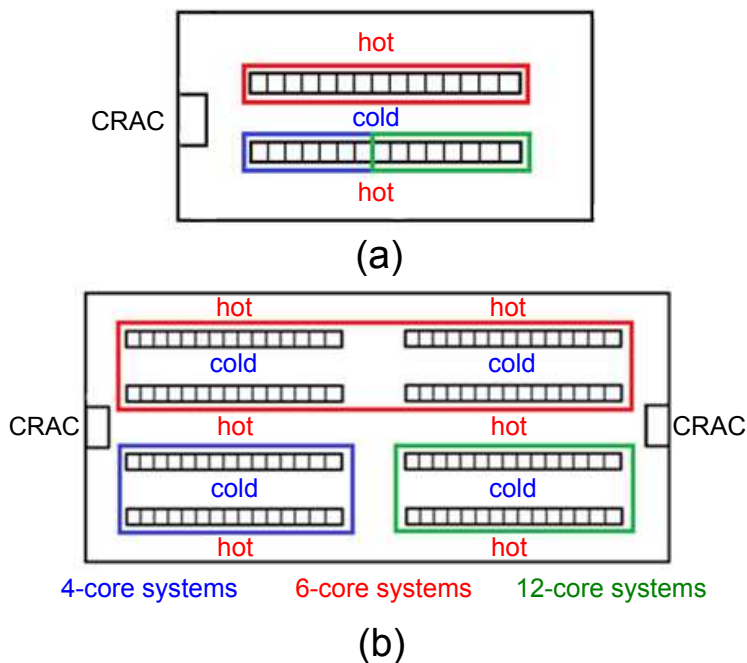 hot
CRAC
cold
hot
(a)
hot hot
cold cold
CRAC hot hot CRAC
cold cold
hot hot
4-core systems 6-core systems 12-core systems
(b)